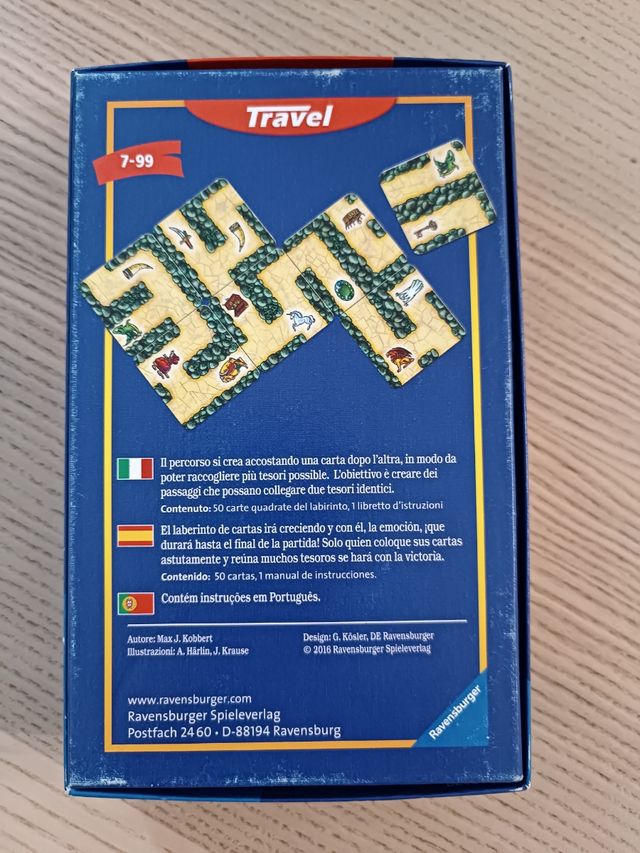 Travel
7-99
Il percorso si crea accostando una carta dopo l'altra, in modo da
poter raccogliere più tesori possibile. L'obiettivo è creare dei
passaggi che possano collegare due tesori identici.
Contenuto: 50 carte quadrate del labirinto, 1 libretto d'istruzioni
El laberinto de cartas irá creciendo y con él, la emoción, ¡que
durará hasta el final de la partida! Solo quien coloque sus cartas
astutamente y reúna muchos tesoros se hará con la victoria.
Contenido: 50 cartas, 1 manual de instrucciones.
Contém instruções em Português.
Autore: Max J. Kobbert
Illustrazioni: A. Härlin, J. Krause
Design: G. Kösler, DE Ravensburger
© 2016 Ravensburger Spieleverlag
www.ravensburger.com
Ravensburger Spieleverlag
Postfach 24 60 · D-88194 Ravensburg
Ravensburger